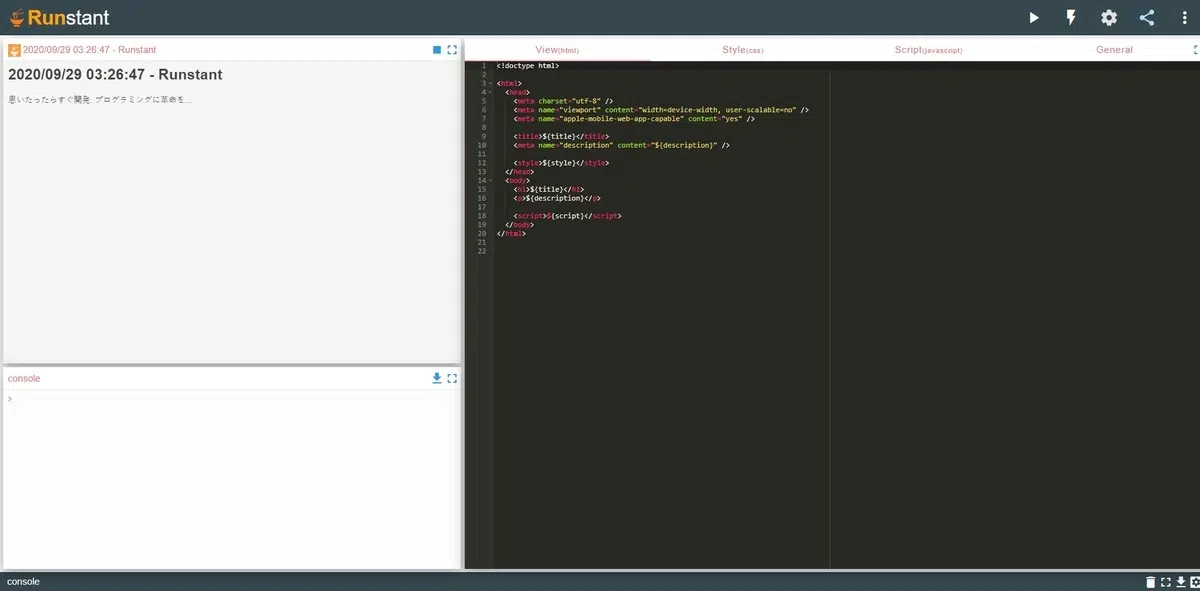 Runstant
2020/09/29 03:26:47 - Runstant
2020/09/29 03:26:47 - Runstant
思いたったらすぐ開発. プログラミングに革命を...
console
>
View(html) Style(css) Script(javascript) General
1 <!doctype html>
2
3 <html>
4 <head>
5 <meta charset="utf-8" />
6 <meta name="viewport" content="width=device-width, user-scalable=no" />
7 <meta name="apple-mobile-web-app-capable" content="yes" />
8
9 <title>${title}</title>
10 <meta name="description" content="${description}" />
11
12 <style>${style}</style>
13 </head>
14 <body>
15 <h1>${title}</h1>
16 <p>${description}</p>
17
18 <script>${script}</script>
19 </body>
20 </html>
21
22
console